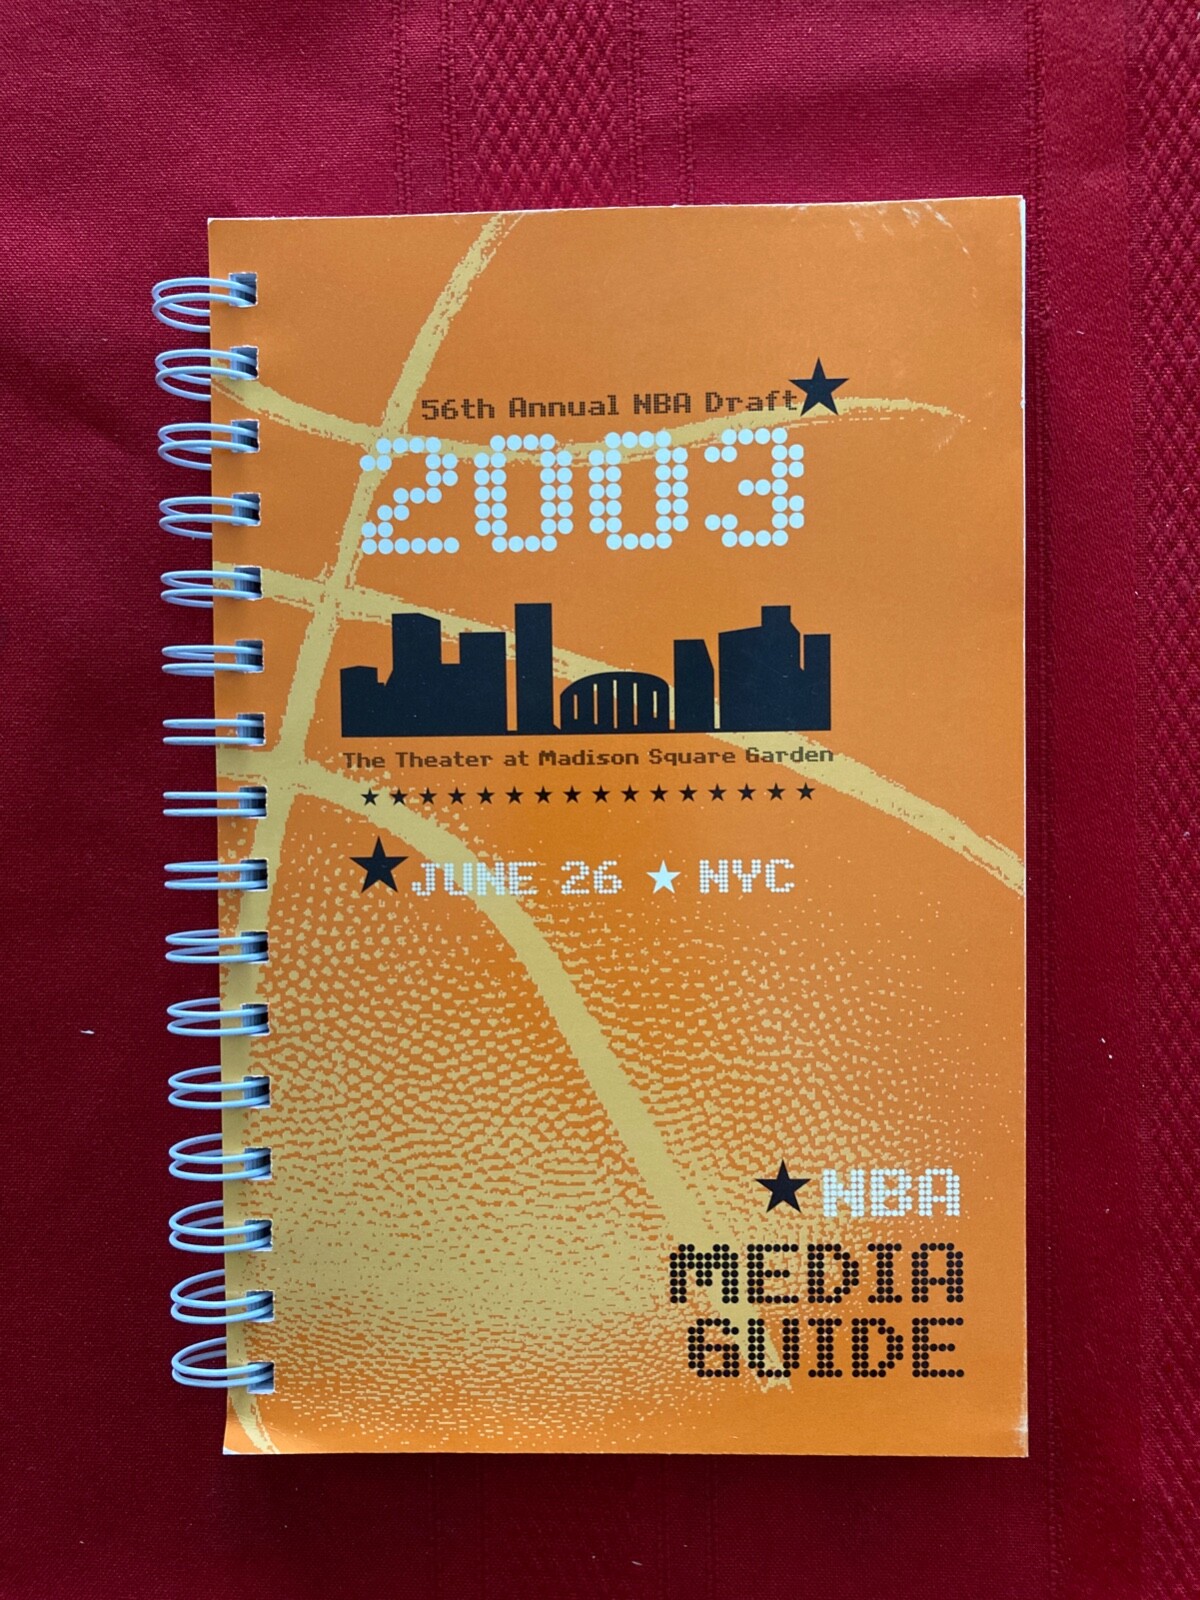 56th Annual NBA Draft
2003
The Theater at Madison Square Garden
JUNE 26 ★ NYC
NBA
MEDIA
GUIDE